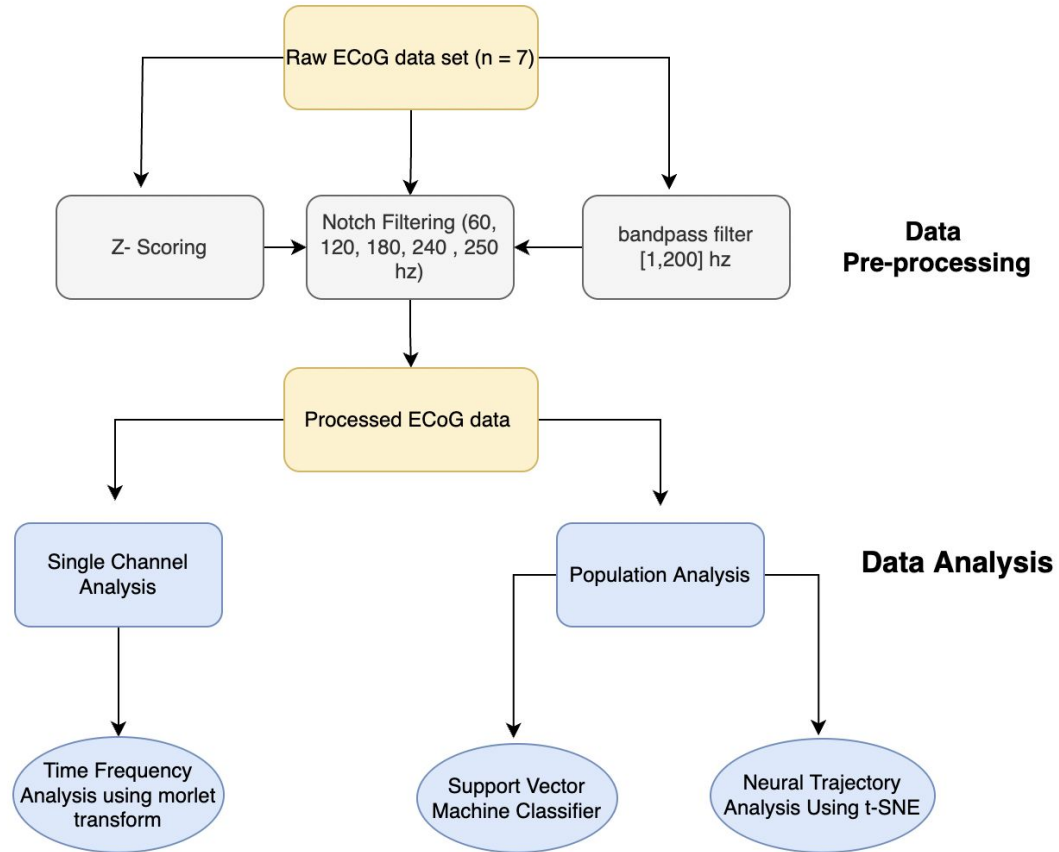 Raw ECoG data set (n = 7)
Z- Scoring
Notch Filtering (60,
120, 180, 240 , 250
hz)
bandpass filter
[1,200] hz
Data
Pre-processing
Processed ECoG data
Single Channel
Analysis
Population Analysis
Data Analysis
Time Frequency
Analysis using morlet
transform
Support Vector
Machine Classifier
Neural Trajectory
Analysis Using t-SNE